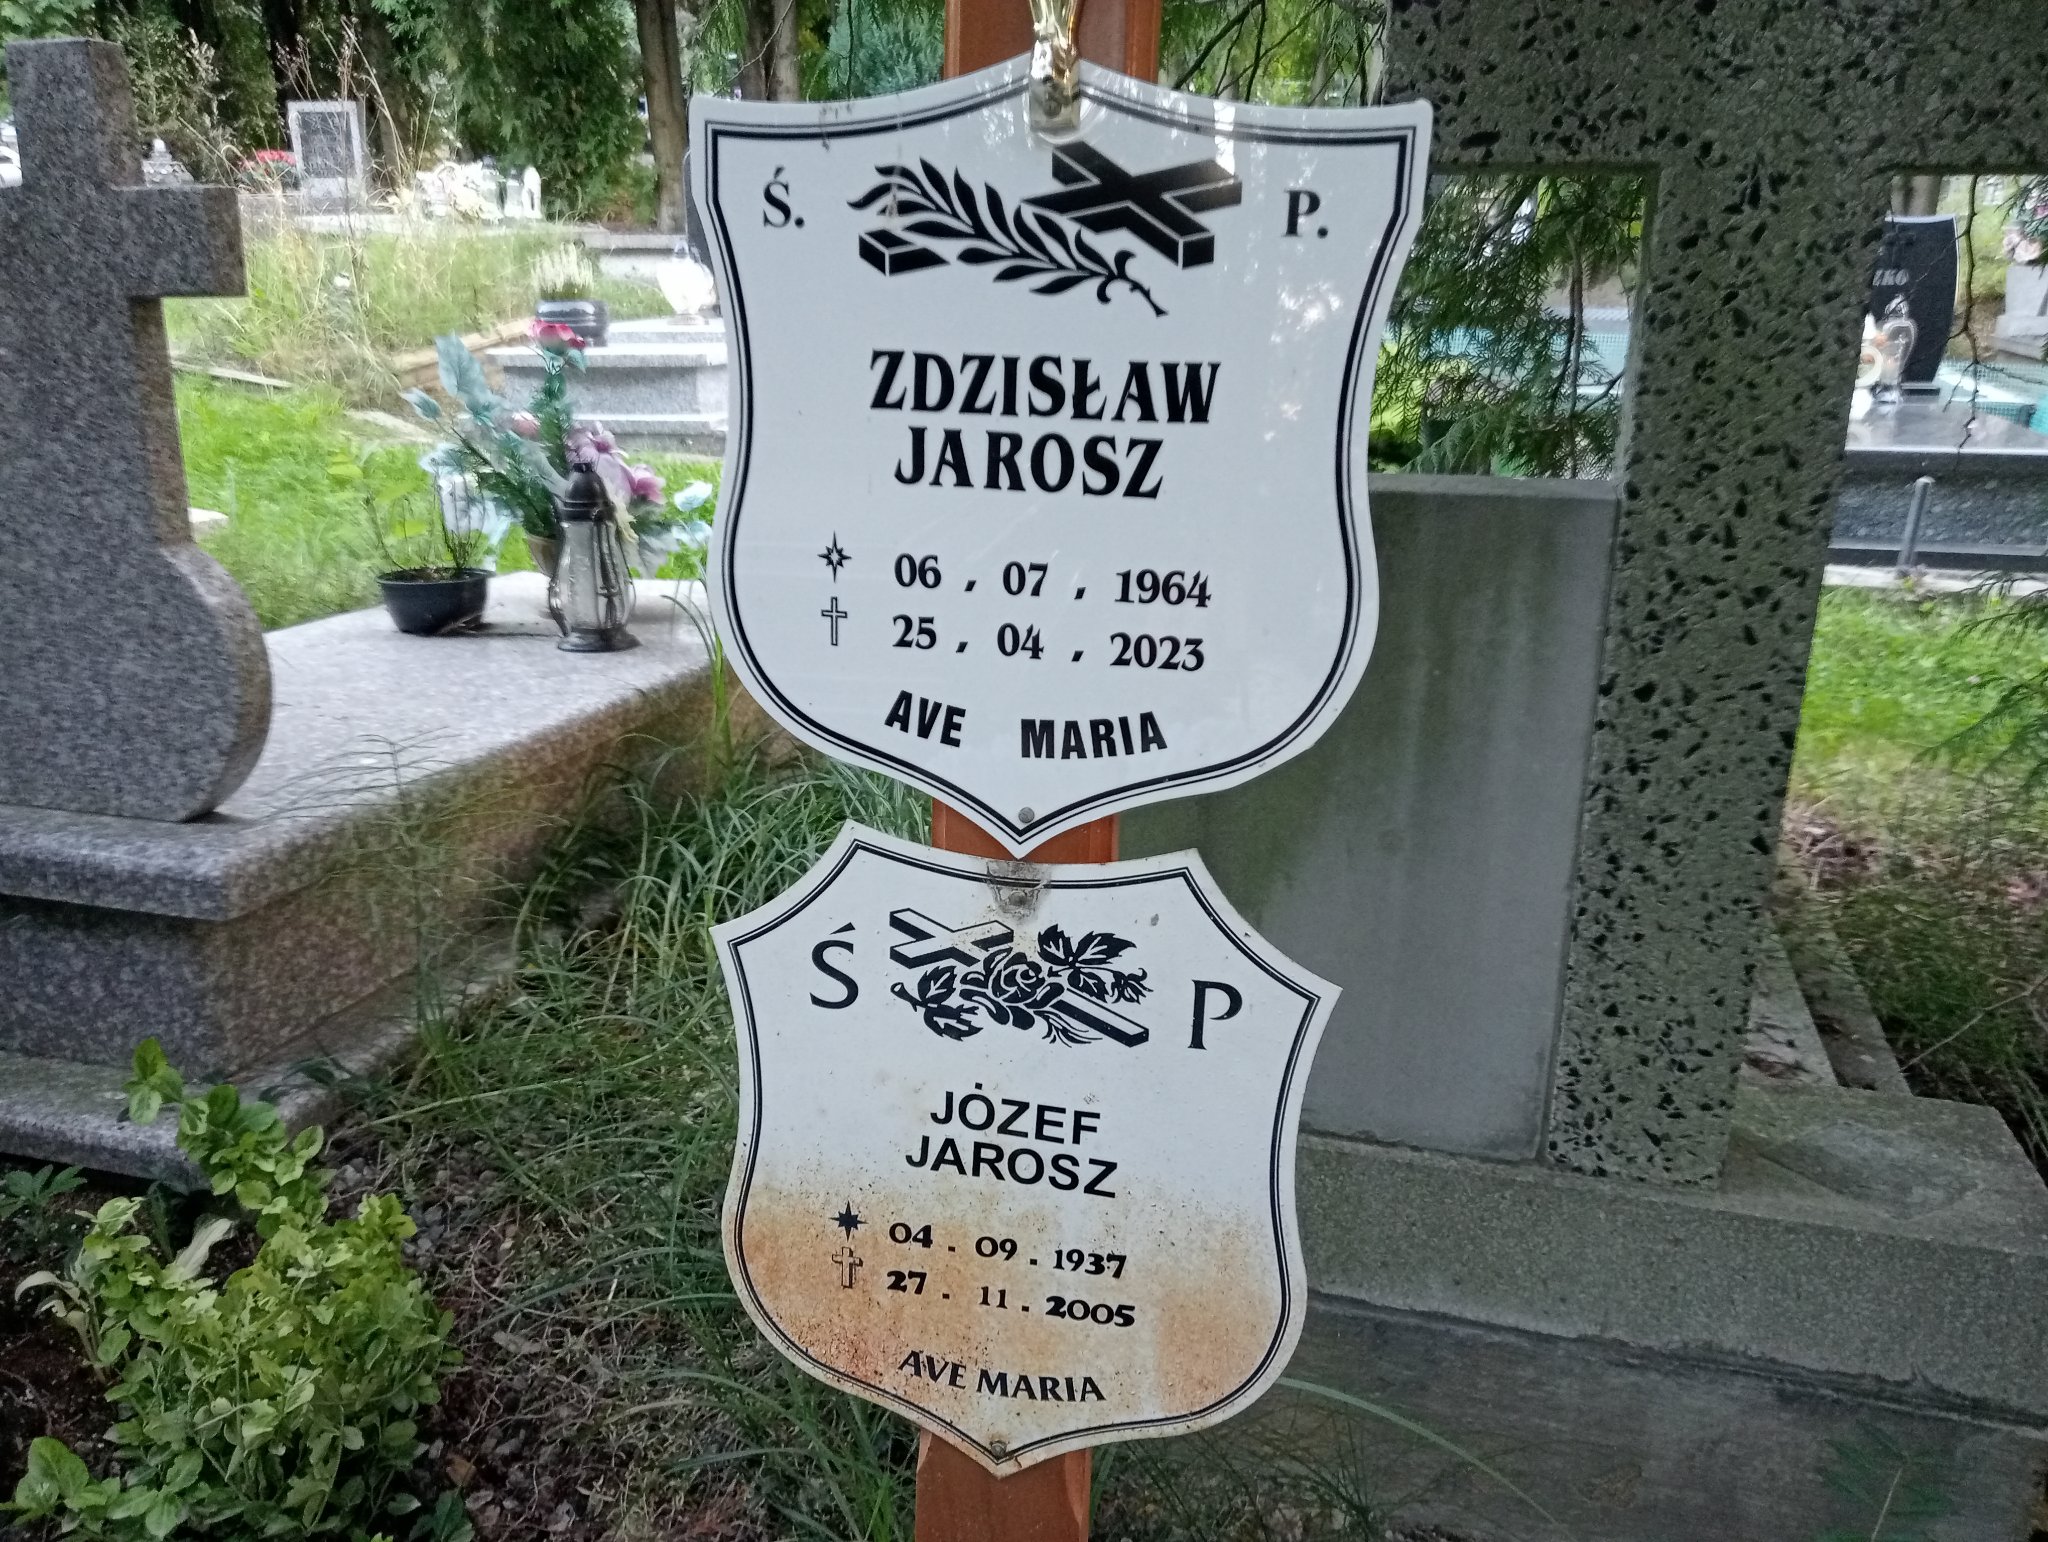 Ś. P.
ZDZISŁAW
JAROSZ
06 . 07 . 1964
25 . 04 . 2023
AVE MARIA
Ś P
JÓZEF
JAROSZ
04 . 09 . 1937
27 . 11 . 2005
AVE MARIA